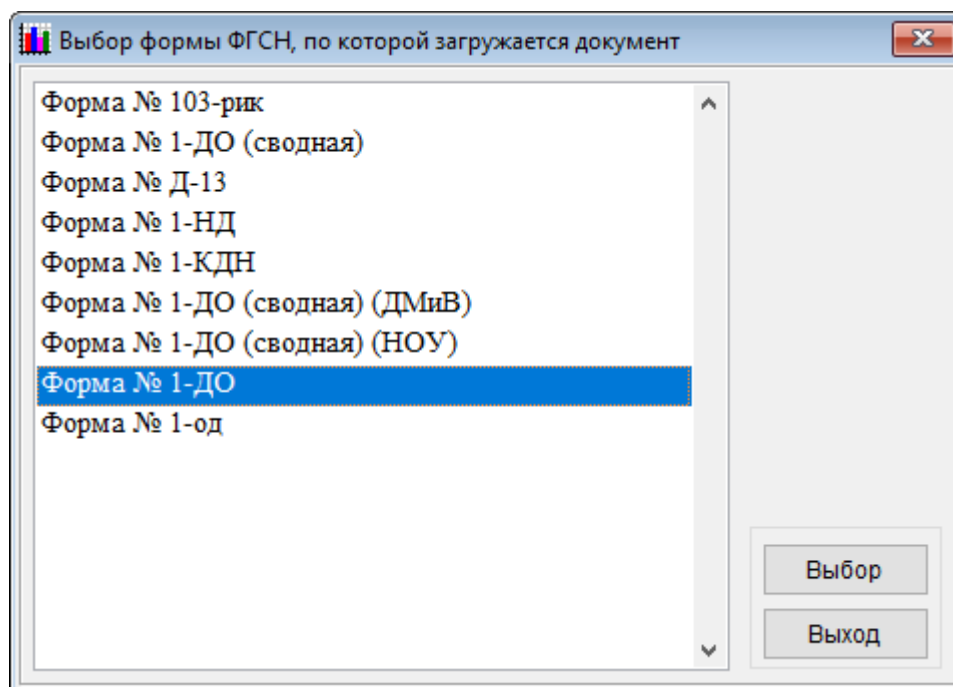 Выбор формы ФГСН, по которой загружается документ
Форма № 103-рик
Форма № 1-ДО (сводная)
Форма № Д-13
Форма № 1-НД
Форма № 1-КДН
Форма № 1-ДО (сводная) (ДМиВ)
Форма № 1-ДО (сводная) (НОУ)
Форма № 1-ДО
Форма № 1-од
Выбор
Выход